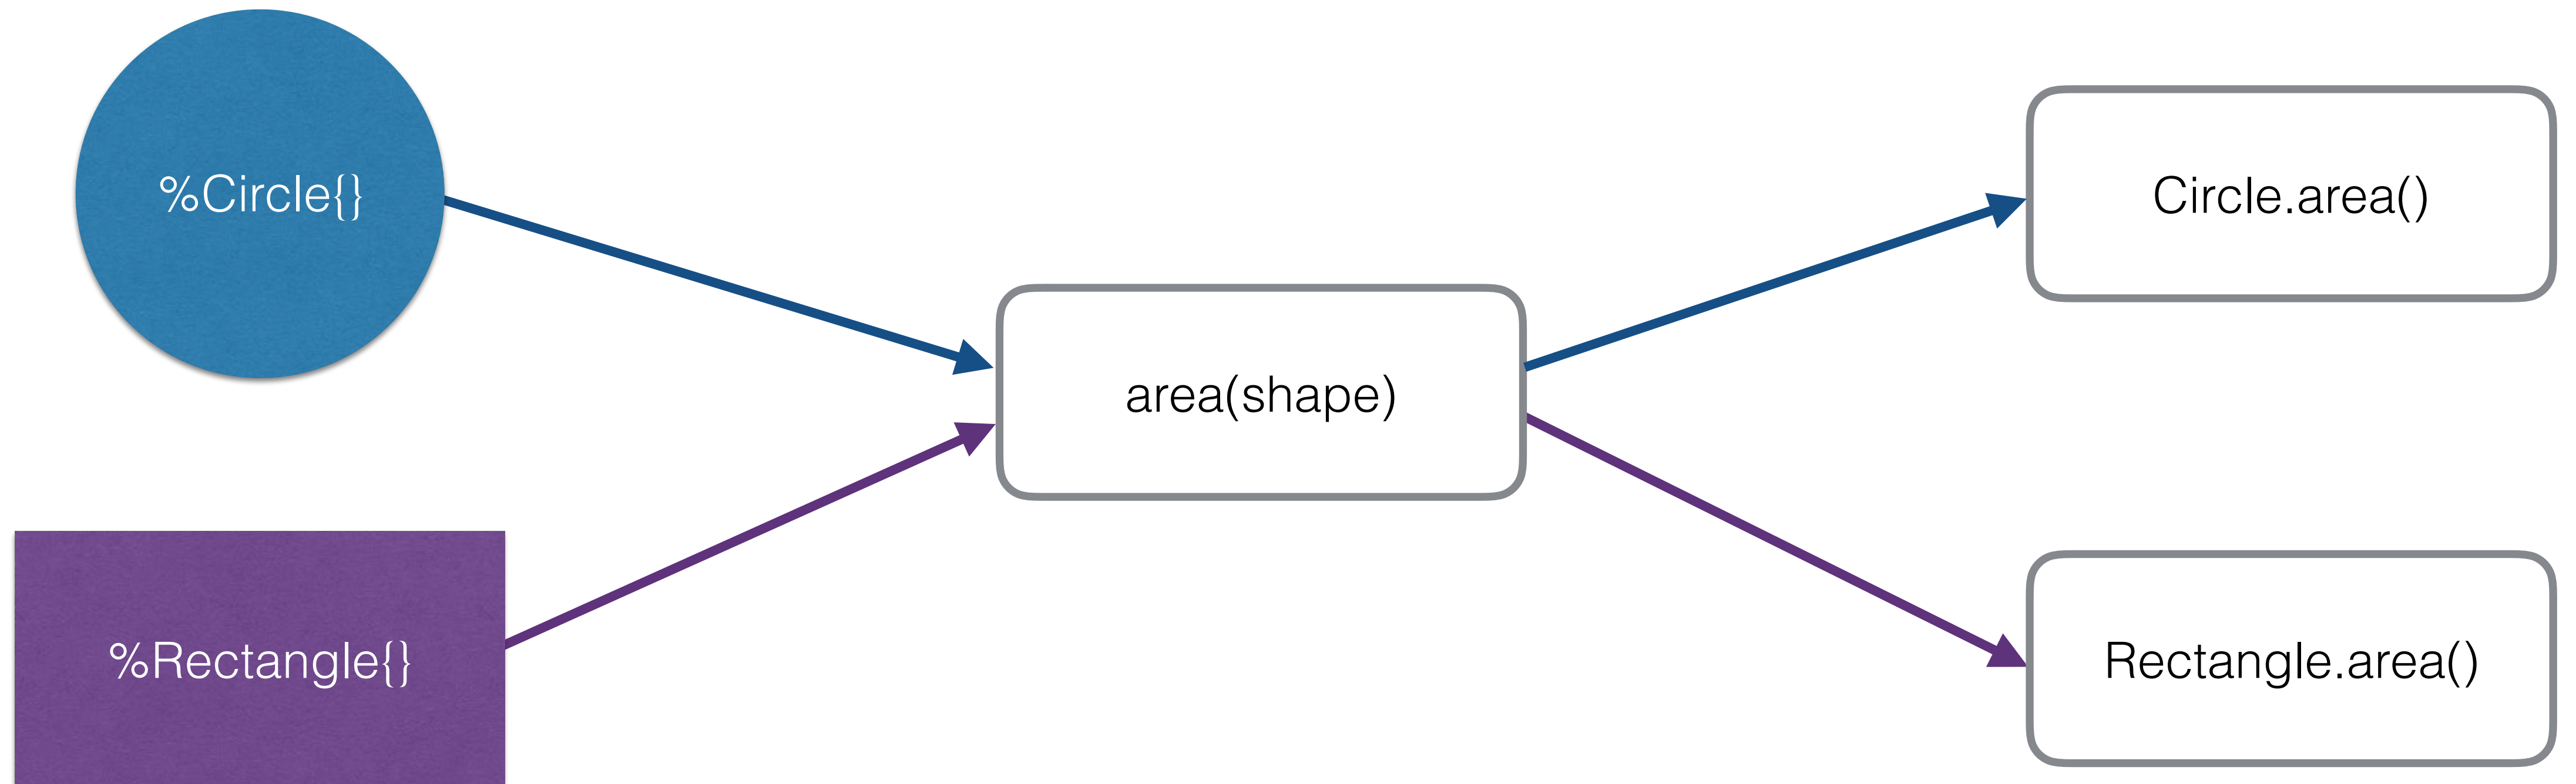 %Circle{}
%Rectangle{}
area(shape)
Circle.area()
Rectangle.area()